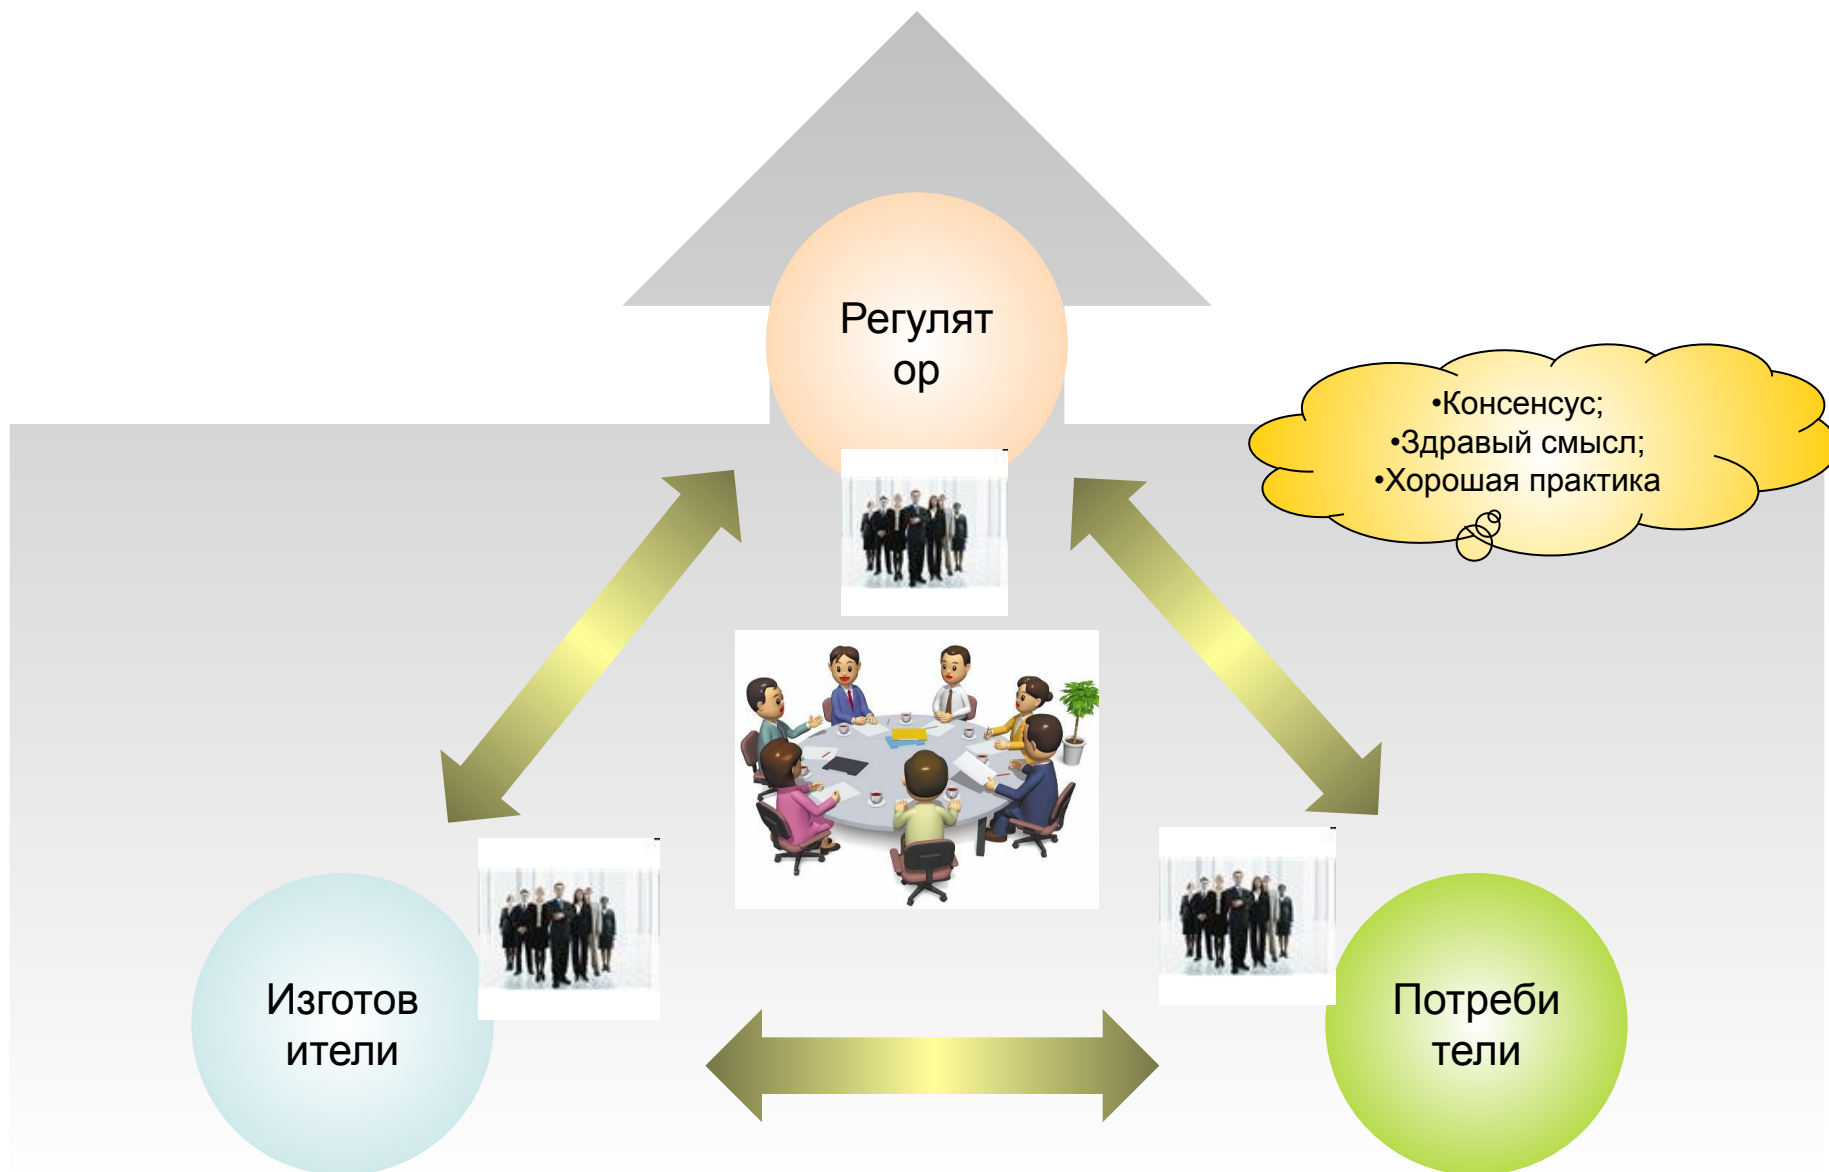 Регулят
ор
•Консенсус;
•Здравый смысл;
•Хорошая практика
Изготов
ители
Потреби
тели